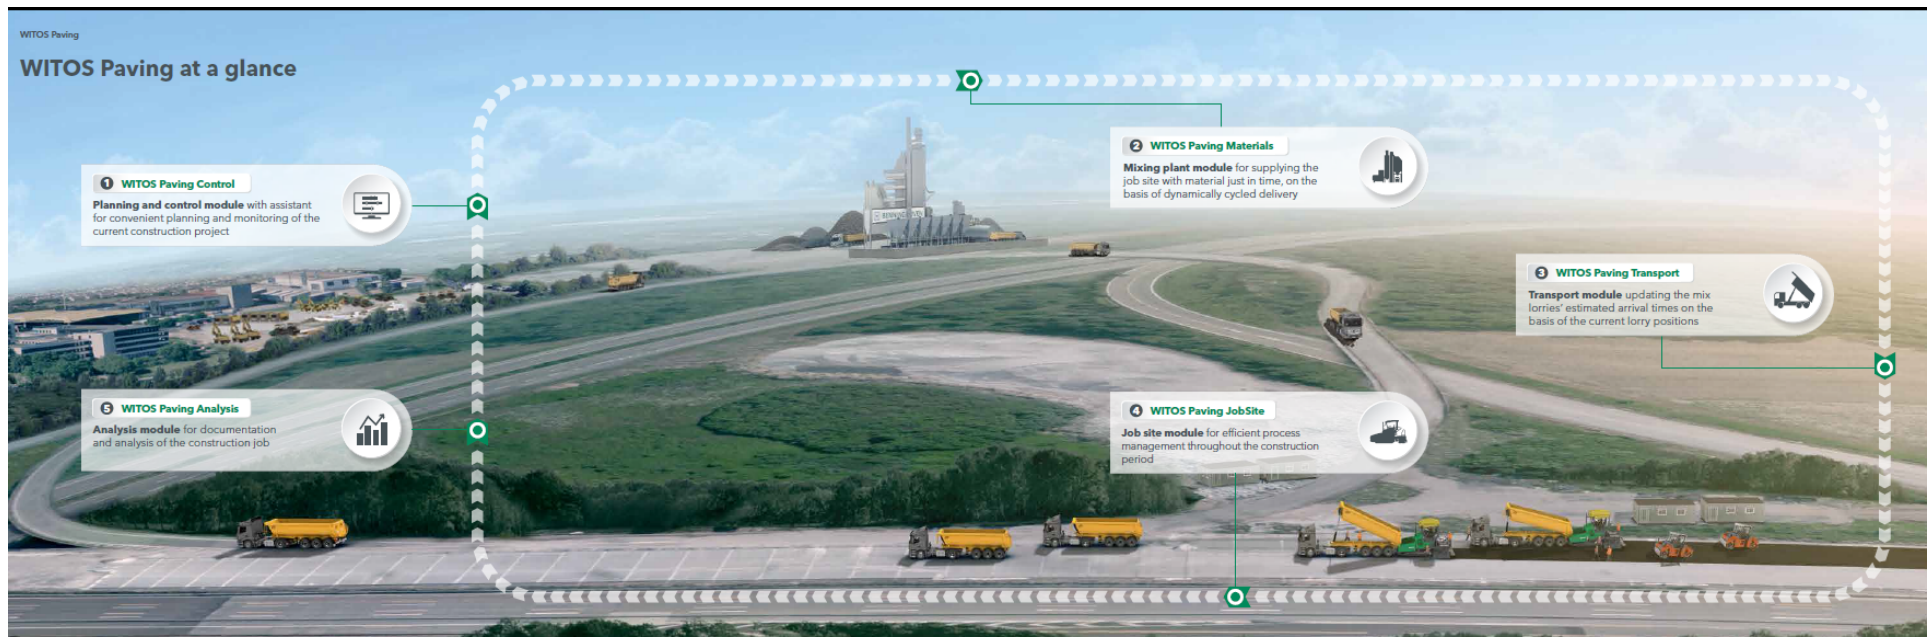 WITOS Paving
WITOS Paving at a glance
1 WITOS Paving Control
Planning and control module with assistant
for convenient planning and monitoring of the
current construction project
2 WITOS Paving Materials
Mixing plant module for supplying the
job site with material just in time, on the
basis of dynamically cycled delivery
3 WITOS Paving Transport
Transport module updating the mix
lorries' estimated arrival times on the
basis of the current lorry positions
4 WITOS Paving JobSite
Job site module for efficient process
management throughout the construction
period
5 WITOS Paving Analysis
Analysis module for documentation
and analysis of the construction job